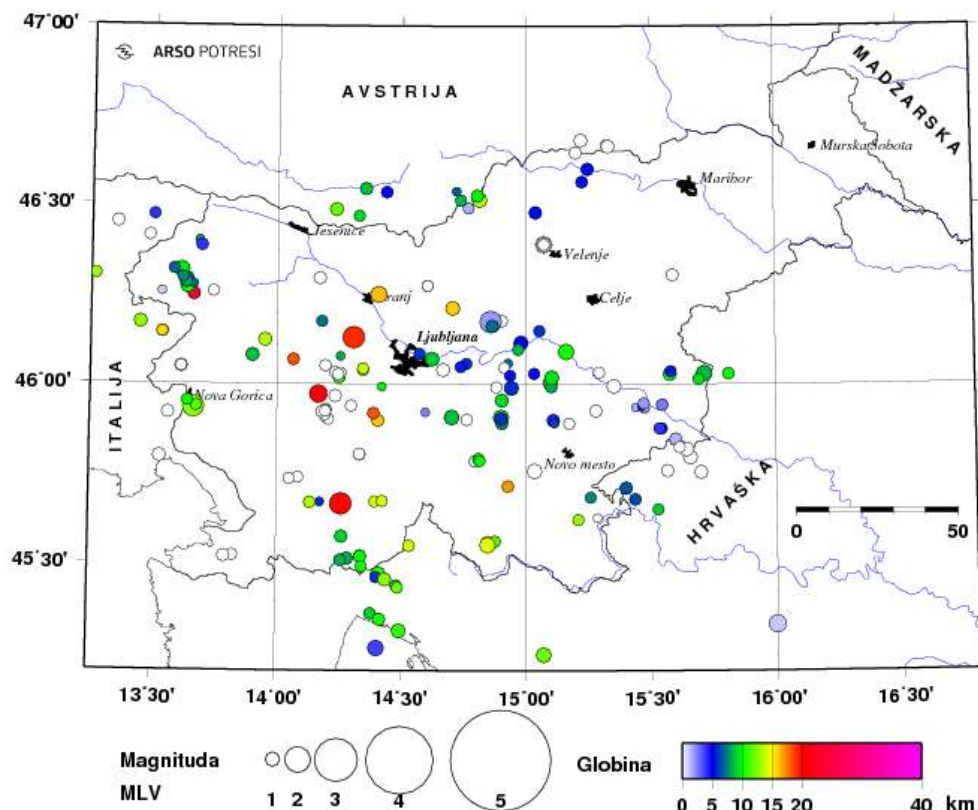 47°00'
ARSO POTRESI
AVSTRIJA
MADŽARSKA
Murska Sobota
46°30'
Maribor
Jesenice
Velenje
Kranj
Celje
Ljubljana
46°00'
Nova Gorica
ITALIJA
Novo mesto
HRVAŠKA
0 50
45°30'
13°30' 14°00' 14°30' 15°00' 15°30' 16°00' 16°30'
Magnituda
MLV
1 2 3 4 5
Globina
0 5 10 15 20 40 km